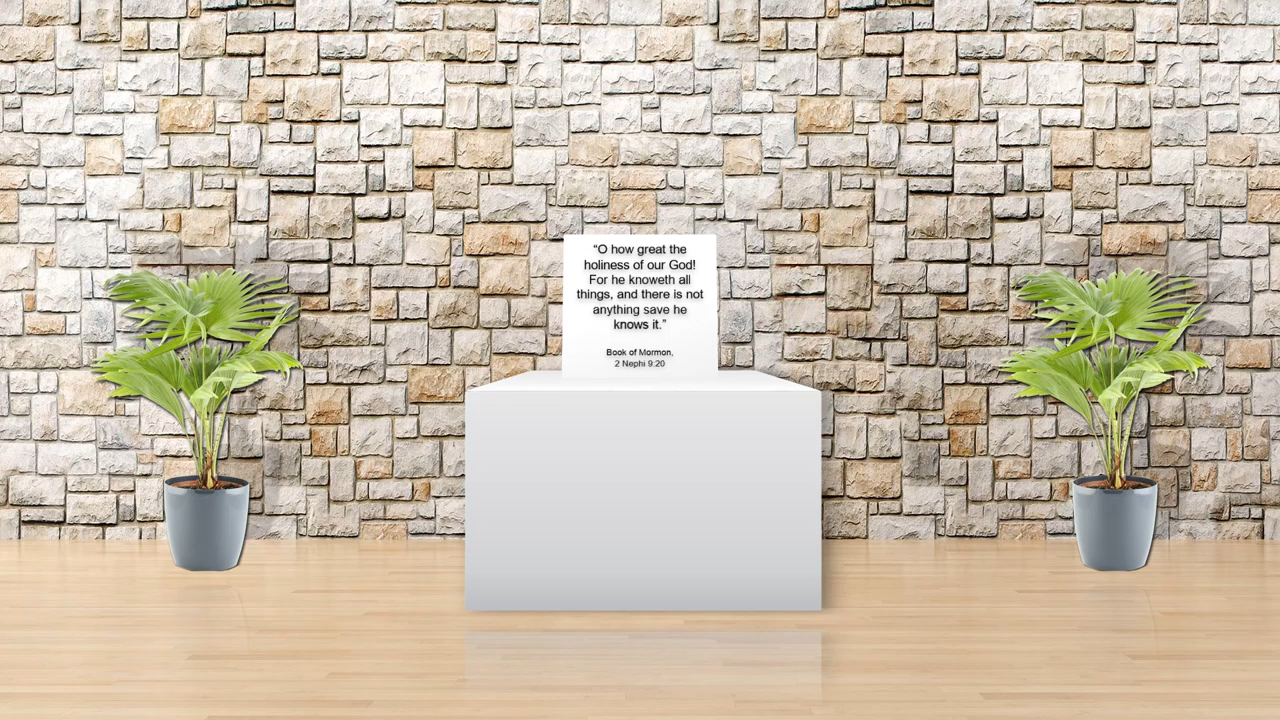 “O how great the
holiness of our God!
For he knoweth all
things, and there is not
anything save he
knows it.”
Book of Mormon,
2 Nephi 9:20